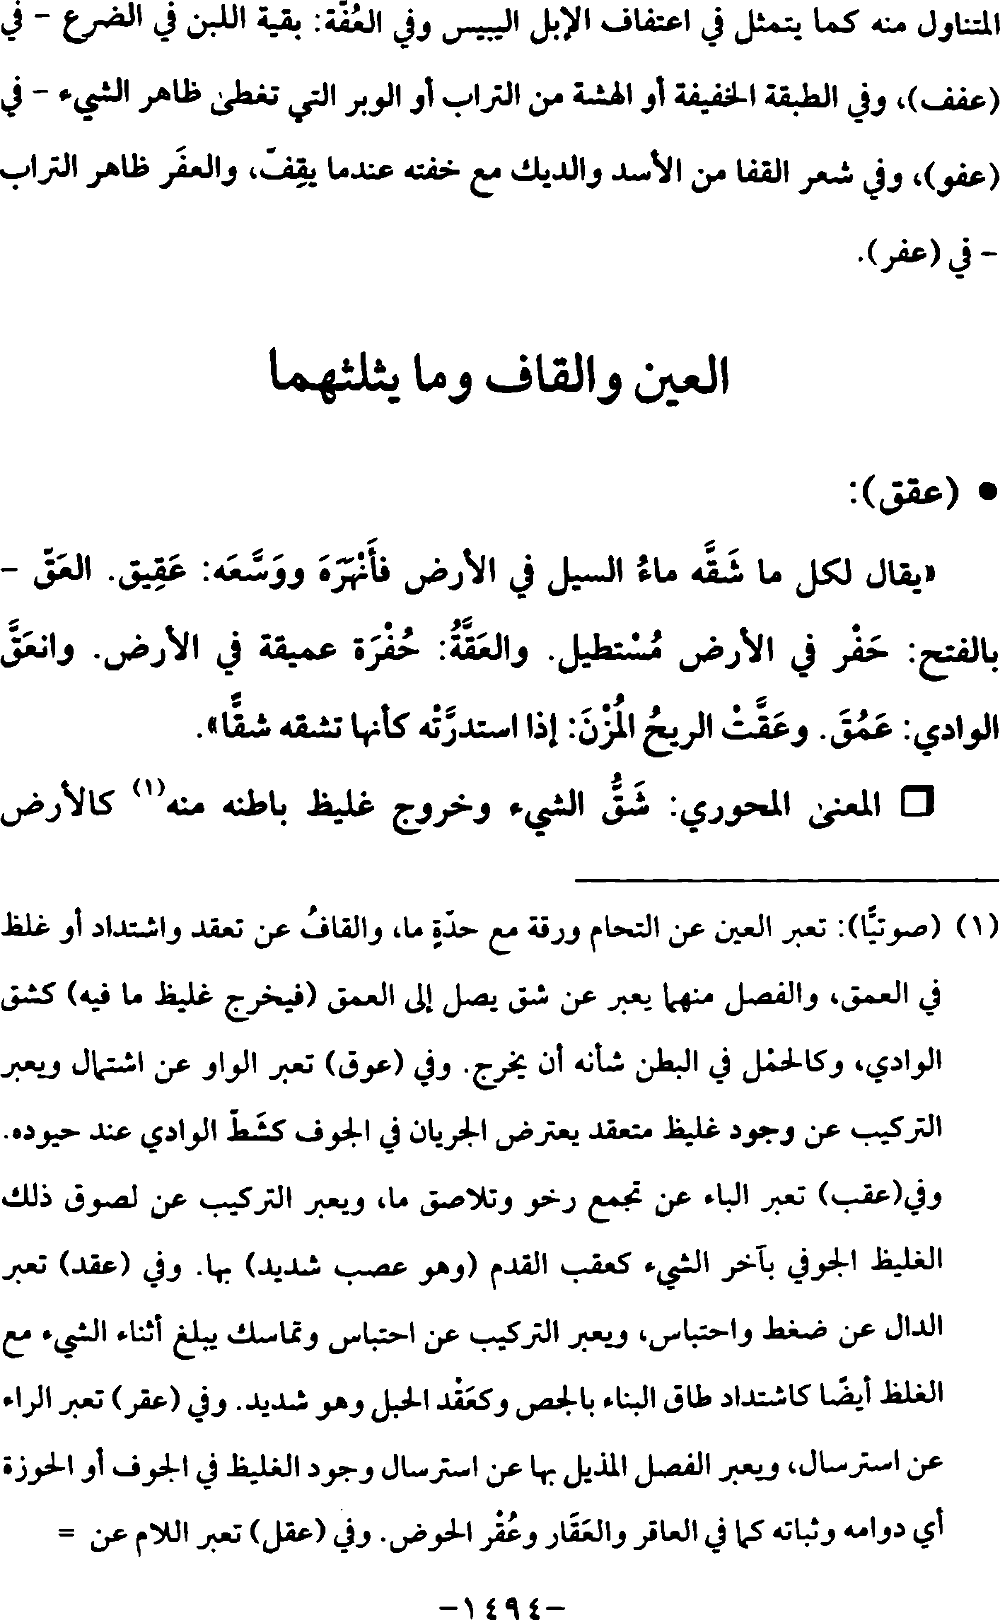 المتناول منه كما يتمثل في اعتفاف الإبل اليبيس وفي العُفّة: بقية اللبن في الضرع - في
(عفف)، وفي الطبقة الخفيفة أو الهشة من التراب أو الوبر التي تغطى ظاهر الشيء - في
(عفو)، وفي شعر القفا من الأسد والديك مع خفته عندما يقِفّ، والعفَر ظاهر التراب
- في (عفر).
العين والقاف وما يثلثهما
● (عقق):
«يقال لكل ما شَقَّه ماءُ السيل في الأرض فأَنْهَرَهَ ووَسَّعَه: عَقِيق. العَقّ -
بالفتح: حَفْر في الأرض مُسْتطيل. والعَقَّةُ: حُفْرَة عميقة في الأرض. وانعَقَّ
الوادي: عَمُقَ. وعَقَّتْ الريحُ المُزْنَ: إذا استدرَّتْه كأنها تشقه شقًّا».
□ المعنى المحوري: شَقُّ الشيء وخروج غليظ باطنه منه(١) كالأرض
(١) (صوتيًّا): تعبر العين عن التحام ورقة مع حدّةٍ ما، والقافُ عن تعقد واشتداد أو غلظ
في العمق، والفصل منهما يعبر عن شق يصل إلى العمق (فيخرج غليظ ما فيه) كشق
الوادي، وكالحمْل في البطن شأنه أن يخرج. وفي (عوق) تعبر الواو عن اشتمال ويعبر
التركيب عن وجود غليظ متعقد يعترض الجريان في الجوف كشَطّ الوادي عند حيوده.
وفي(عقب) تعبر الباء عن تجمع رخو وتلاصق ما، ويعبر التركيب عن لصوق ذلك
الغليظ الجوفي بآخر الشيء كعقب القدم (وهو عصب شديد) بها. وفي (عقد) تعبر
الدال عن ضغط واحتباس، ويعبر التركيب عن احتباس وتماسك يبلغ أثناء الشيء مع
الغلظ أيضًا كاشتداد طاق البناء بالجص وكعَقْد الحبل وهو شديد. وفي (عقر) تعبر الراء
عن استرسال، ويعبر الفصل المذيل بها عن استرسال وجود الغليظ في الجوف أو الحوزة
أي دوامه وثباته كما في العاقر والعَقَار وعُقْر الحوض. وفي (عقل) تعبر اللام عن =
-١٤٩٤-